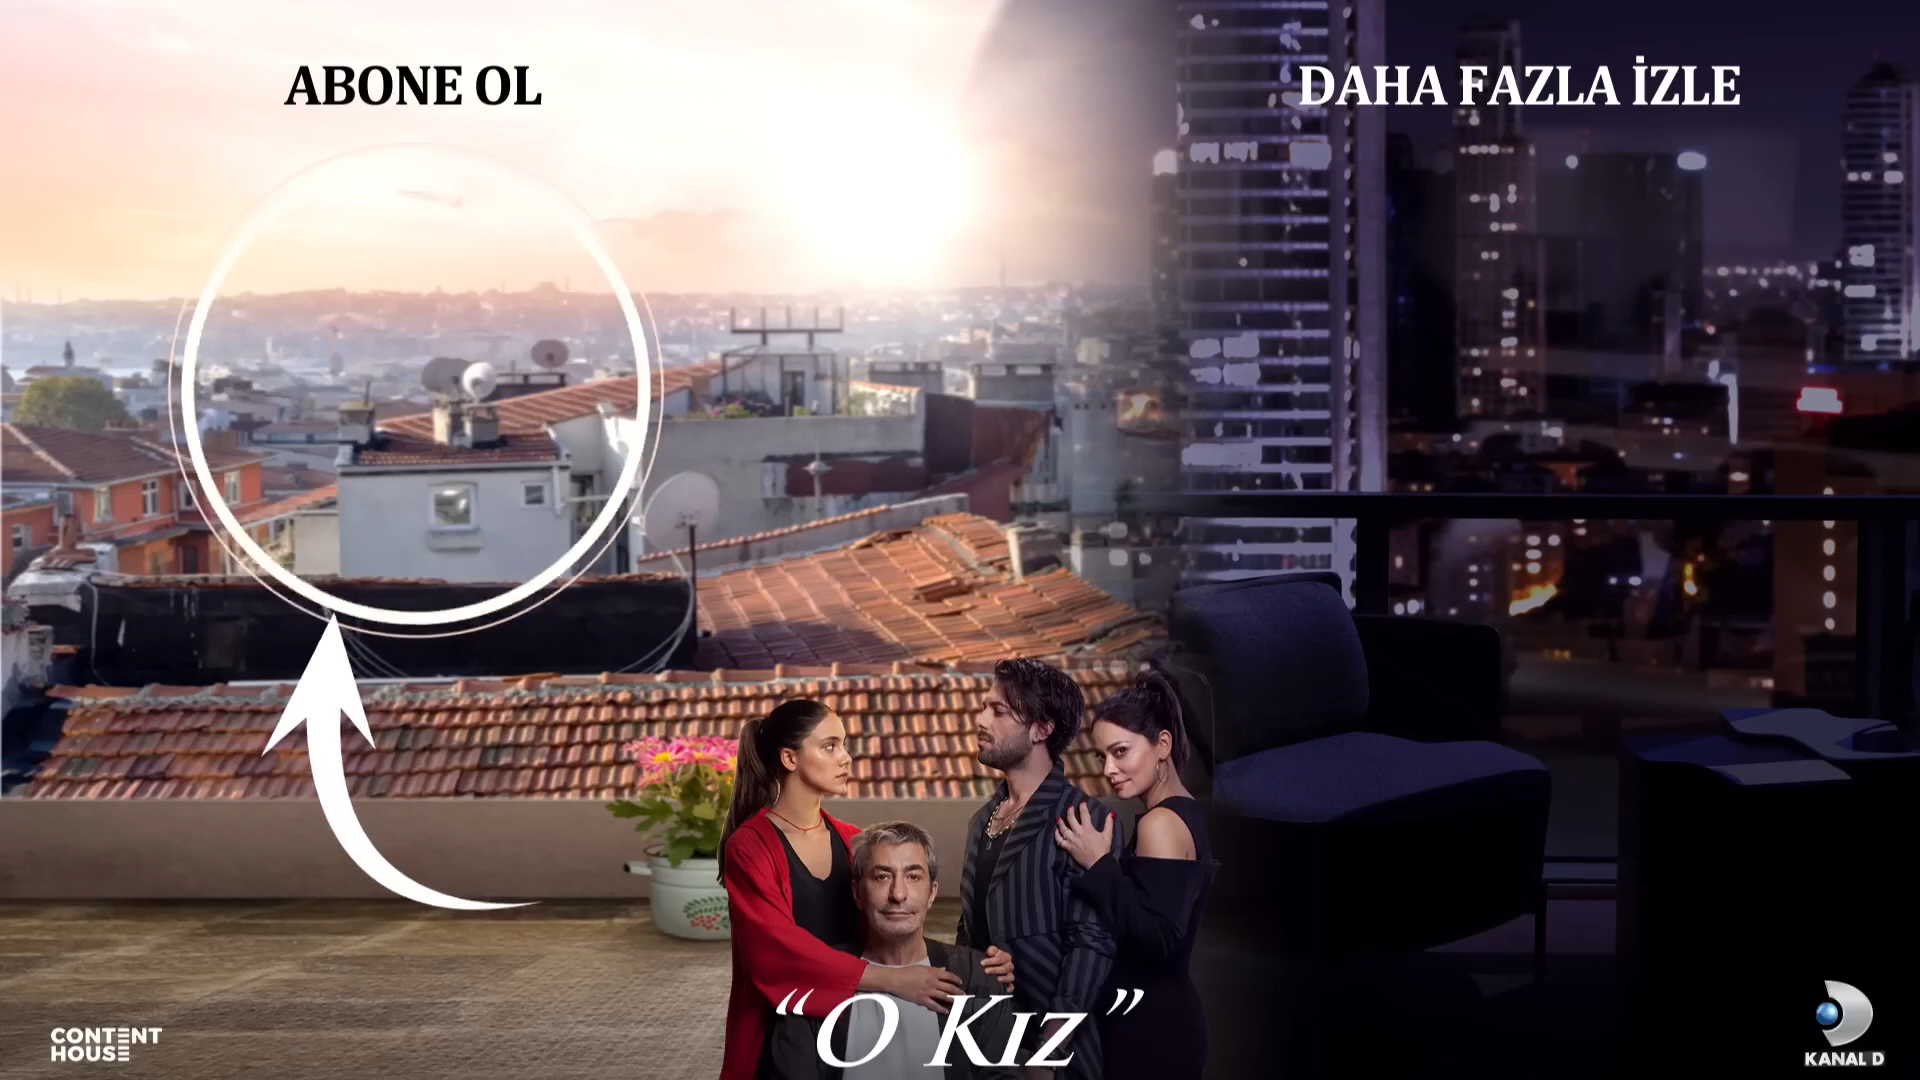 ABONE OL
DAHA FAZLA İZLE
“O Kız”
CONTENT
HOUSE
KANAL D